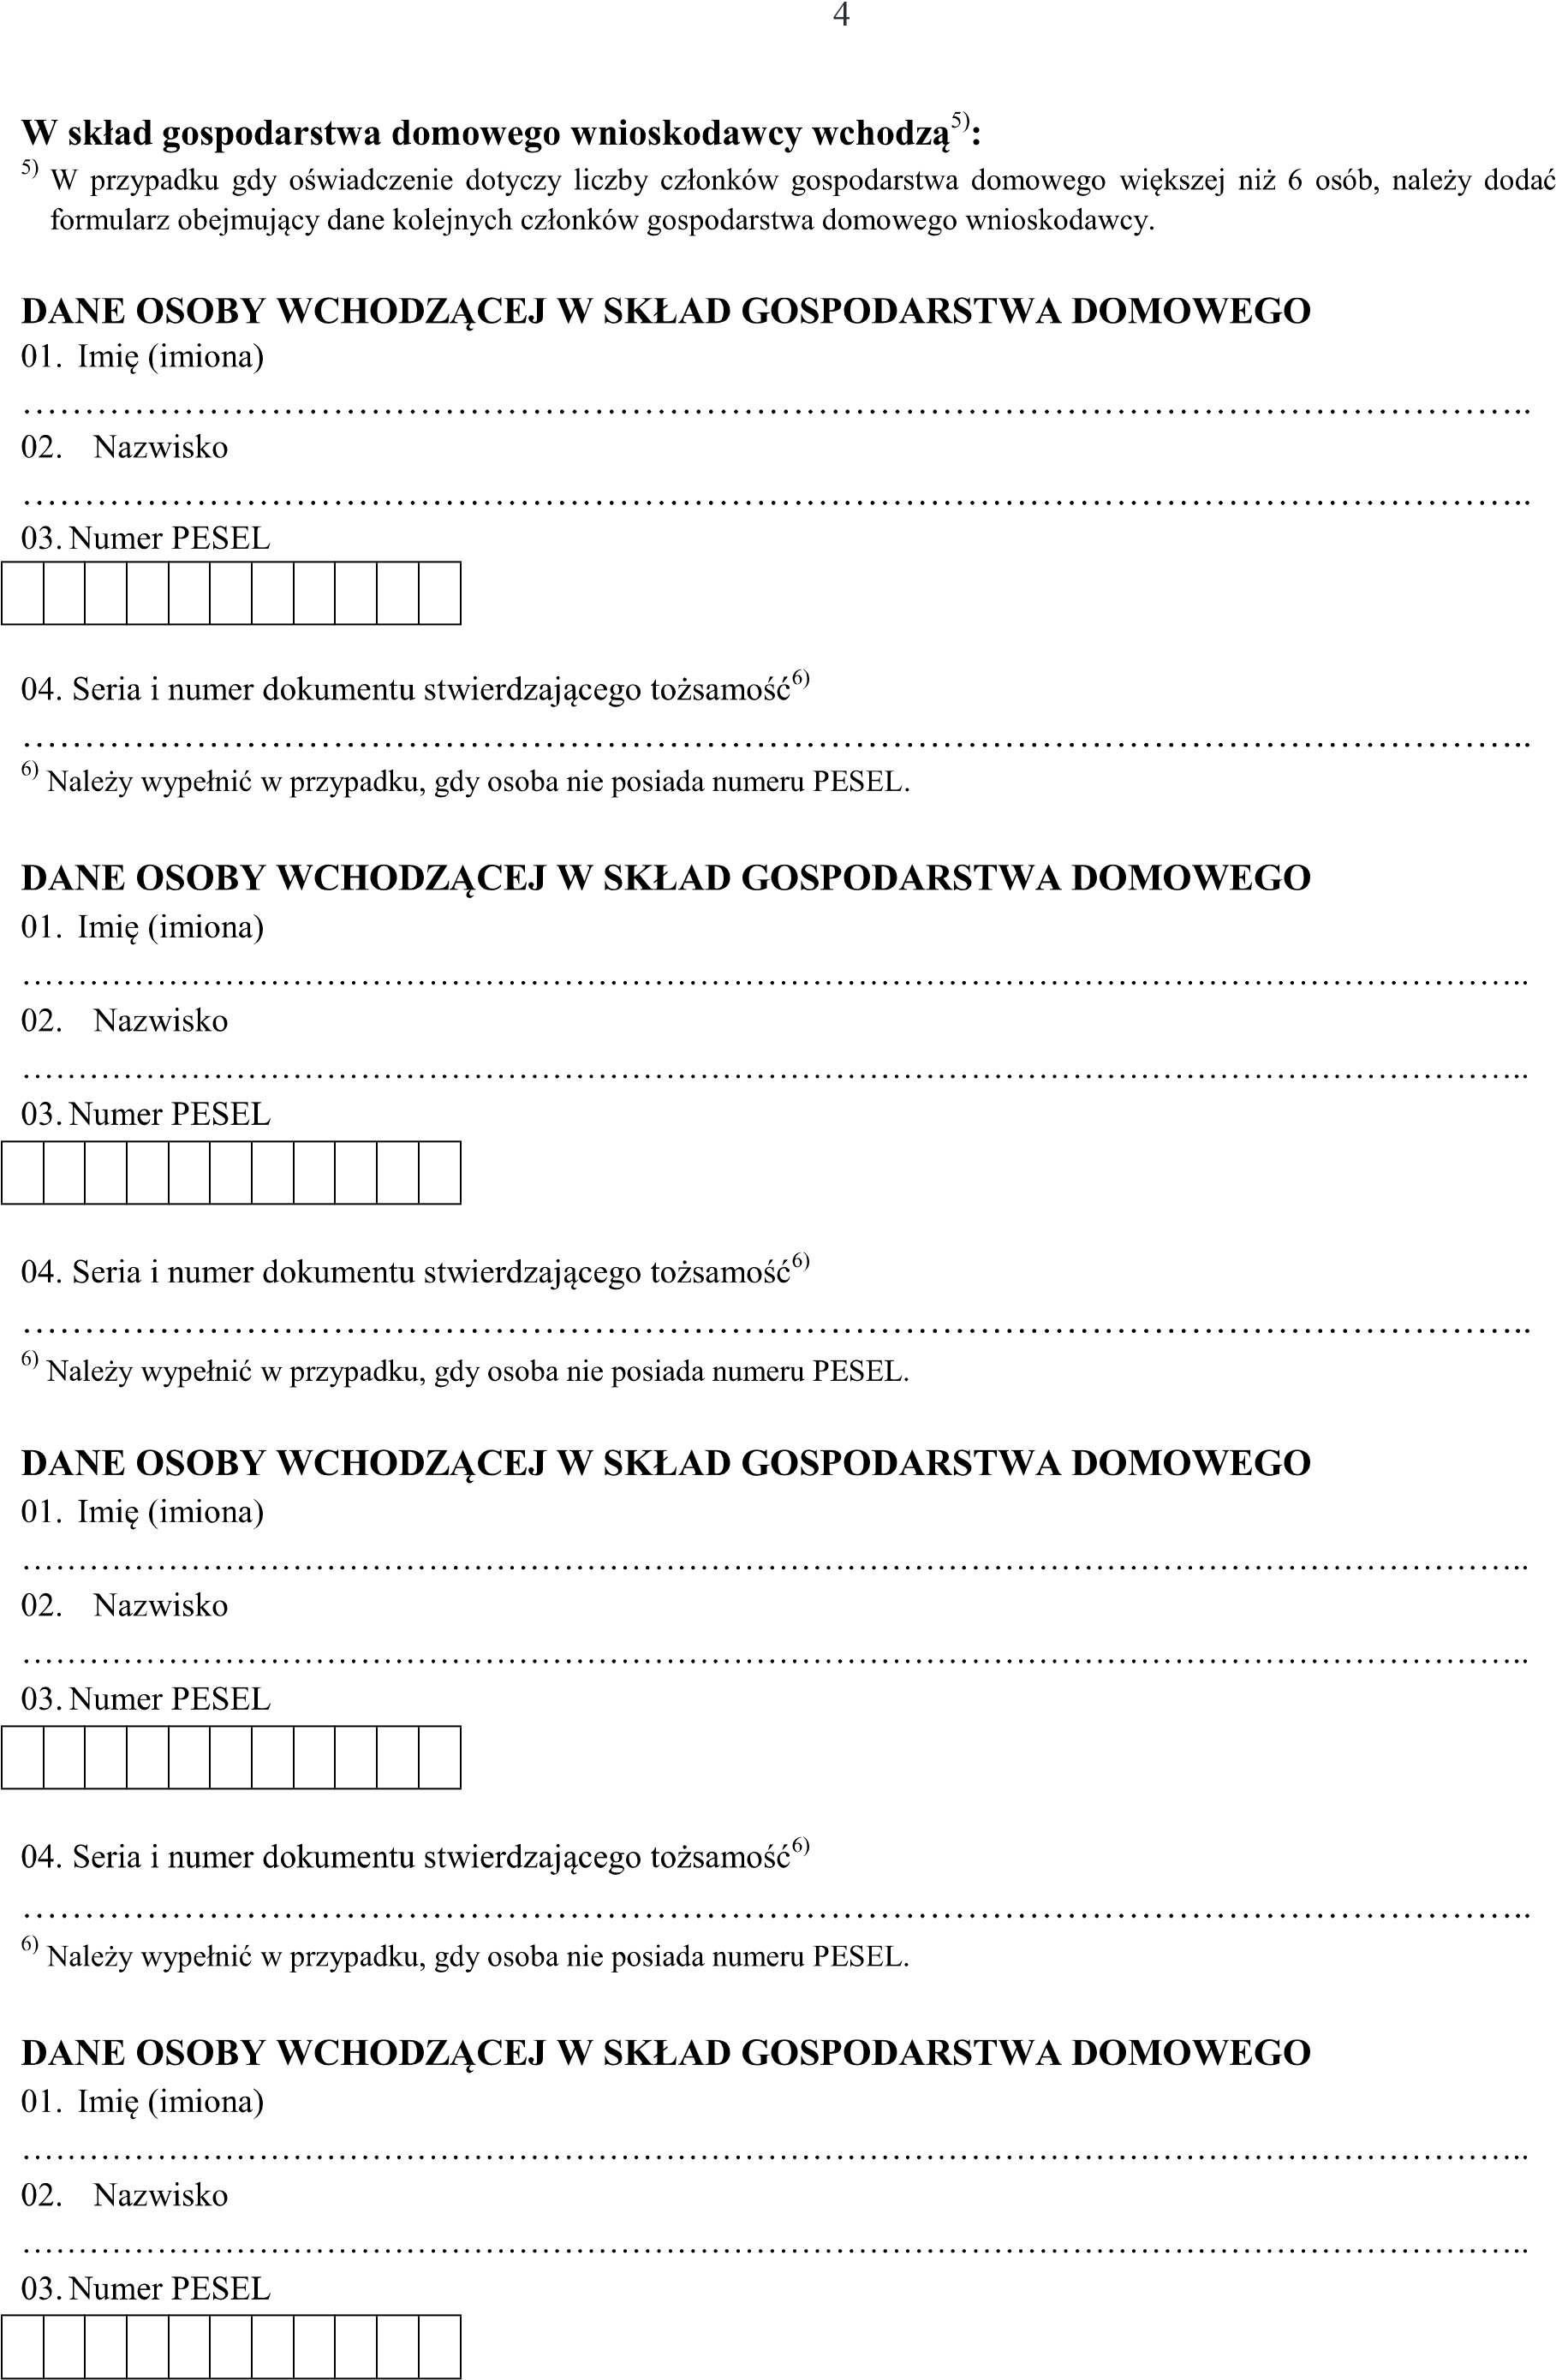 4
W skład gospodarstwa domowego wnioskodawcy wchodzą5):
5) W przypadku gdy oświadczenie dotyczy liczby członków gospodarstwa domowego większej niż 6 osób, należy dodać
formularz obejmujący dane kolejnych członków gospodarstwa domowego wnioskodawcy.
DANE OSOBY WCHODZĄCEJ W SKŁAD GOSPODARSTWA DOMOWEGO
01. Imię (imiona)
…………………………………………………………………………………………………………..
02. Nazwisko
…………………………………………………………………………………………………………..
03. Numer PESEL
04. Seria i numer dokumentu stwierdzającego tożsamość6)
…………………………………………………………………………………………………………..
6) Należy wypełnić w przypadku, gdy osoba nie posiada numeru PESEL.
DANE OSOBY WCHODZĄCEJ W SKŁAD GOSPODARSTWA DOMOWEGO
01. Imię (imiona)
…………………………………………………………………………………………………………..
02. Nazwisko
…………………………………………………………………………………………………………..
03. Numer PESEL
04. Seria i numer dokumentu stwierdzającego tożsamość6)
…………………………………………………………………………………………………………..
6) Należy wypełnić w przypadku, gdy osoba nie posiada numeru PESEL.
DANE OSOBY WCHODZĄCEJ W SKŁAD GOSPODARSTWA DOMOWEGO
01. Imię (imiona)
…………………………………………………………………………………………………………..
02. Nazwisko
…………………………………………………………………………………………………………..
03. Numer PESEL
04. Seria i numer dokumentu stwierdzającego tożsamość6)
…………………………………………………………………………………………………………..
6) Należy wypełnić w przypadku, gdy osoba nie posiada numeru PESEL.
DANE OSOBY WCHODZĄCEJ W SKŁAD GOSPODARSTWA DOMOWEGO
01. Imię (imiona)
…………………………………………………………………………………………………………..
02. Nazwisko
…………………………………………………………………………………………………………..
03. Numer PESEL